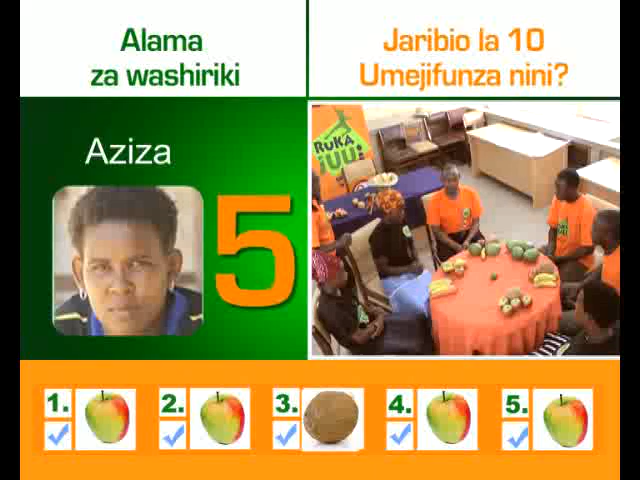 Alama
za washiriki
Jaribio la 10
Umejifunza nini?
Aziza
5
RUKA
JUU!
1.
2.
3.
4.
5.